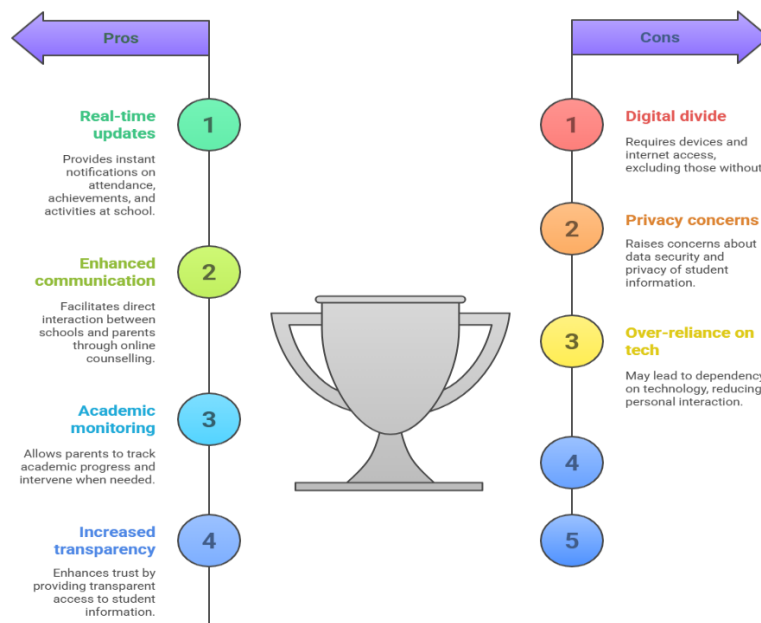 Pros
1
Real-time
updates
Provides instant
notifications on
attendance,
achievements, and
activities at school.
2
Enhanced
communication
Facilitates direct
interaction between
schools and parents
through online
counselling.
3
Academic
monitoring
Allows parents to track
academic progress and
intervene when needed.
4
Increased
transparency
Enhances trust by
providing transparent
access to student
information.
Cons
1
Digital divide
Requires devices and
internet access,
excluding those without.
2
Privacy concerns
Raises concerns about
data security and
privacy of student
information.
3
Over-reliance on
tech
May lead to dependency
on technology, reducing
personal interaction.
4
5